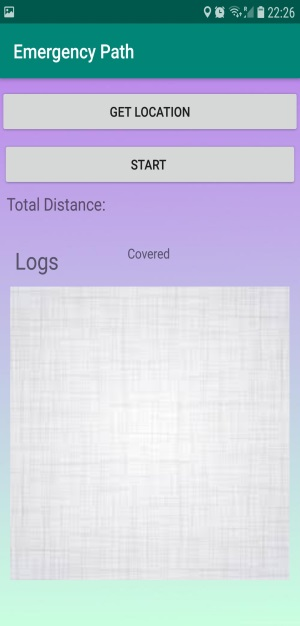 22:26
Emergency Path
GET LOCATION
START
Total Distance:
Covered
Logs